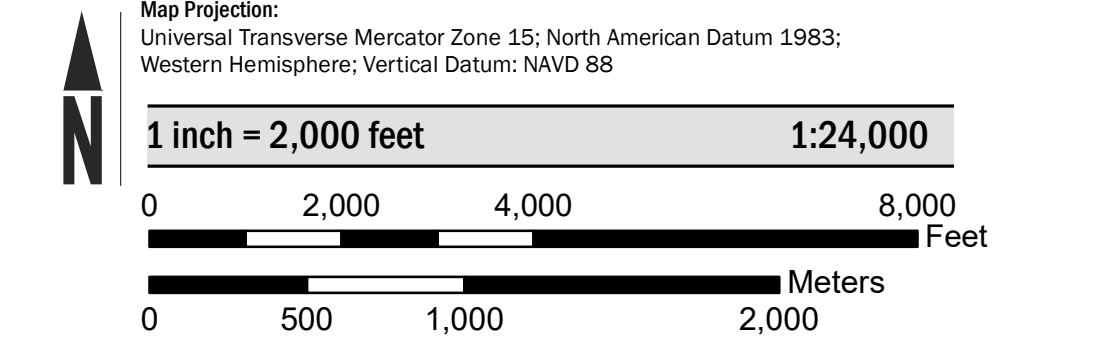 Map Projection:
Universal Transverse Mercator Zone 15; North American Datum 1983;
Western Hemisphere; Vertical Datum: NAVD 88
N
1 inch = 2,000 feet 1:24,000
0 2,000 4,000 8,000
Feet
Meters
0 500 1,000 2,000